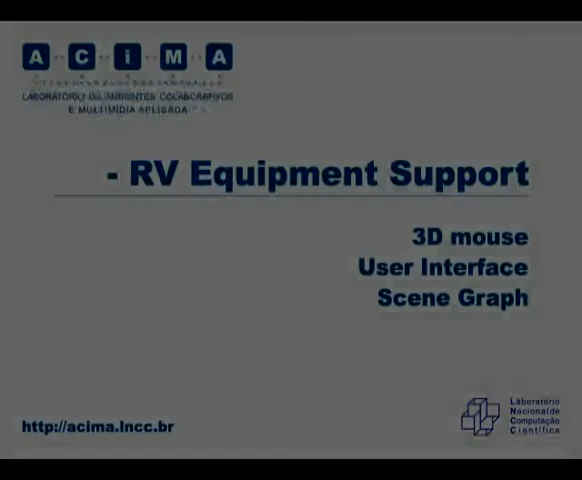 ACiMA
LABORATÓRIO DE AMBIENTES COLABORATIVOS
E MULTIMÍDIA APLICADA
- RV Equipment Support
3D mouse
User Interface
Scene Graph
http://acima.lncc.br
Laboratório
Nacional de
Computação
Científica